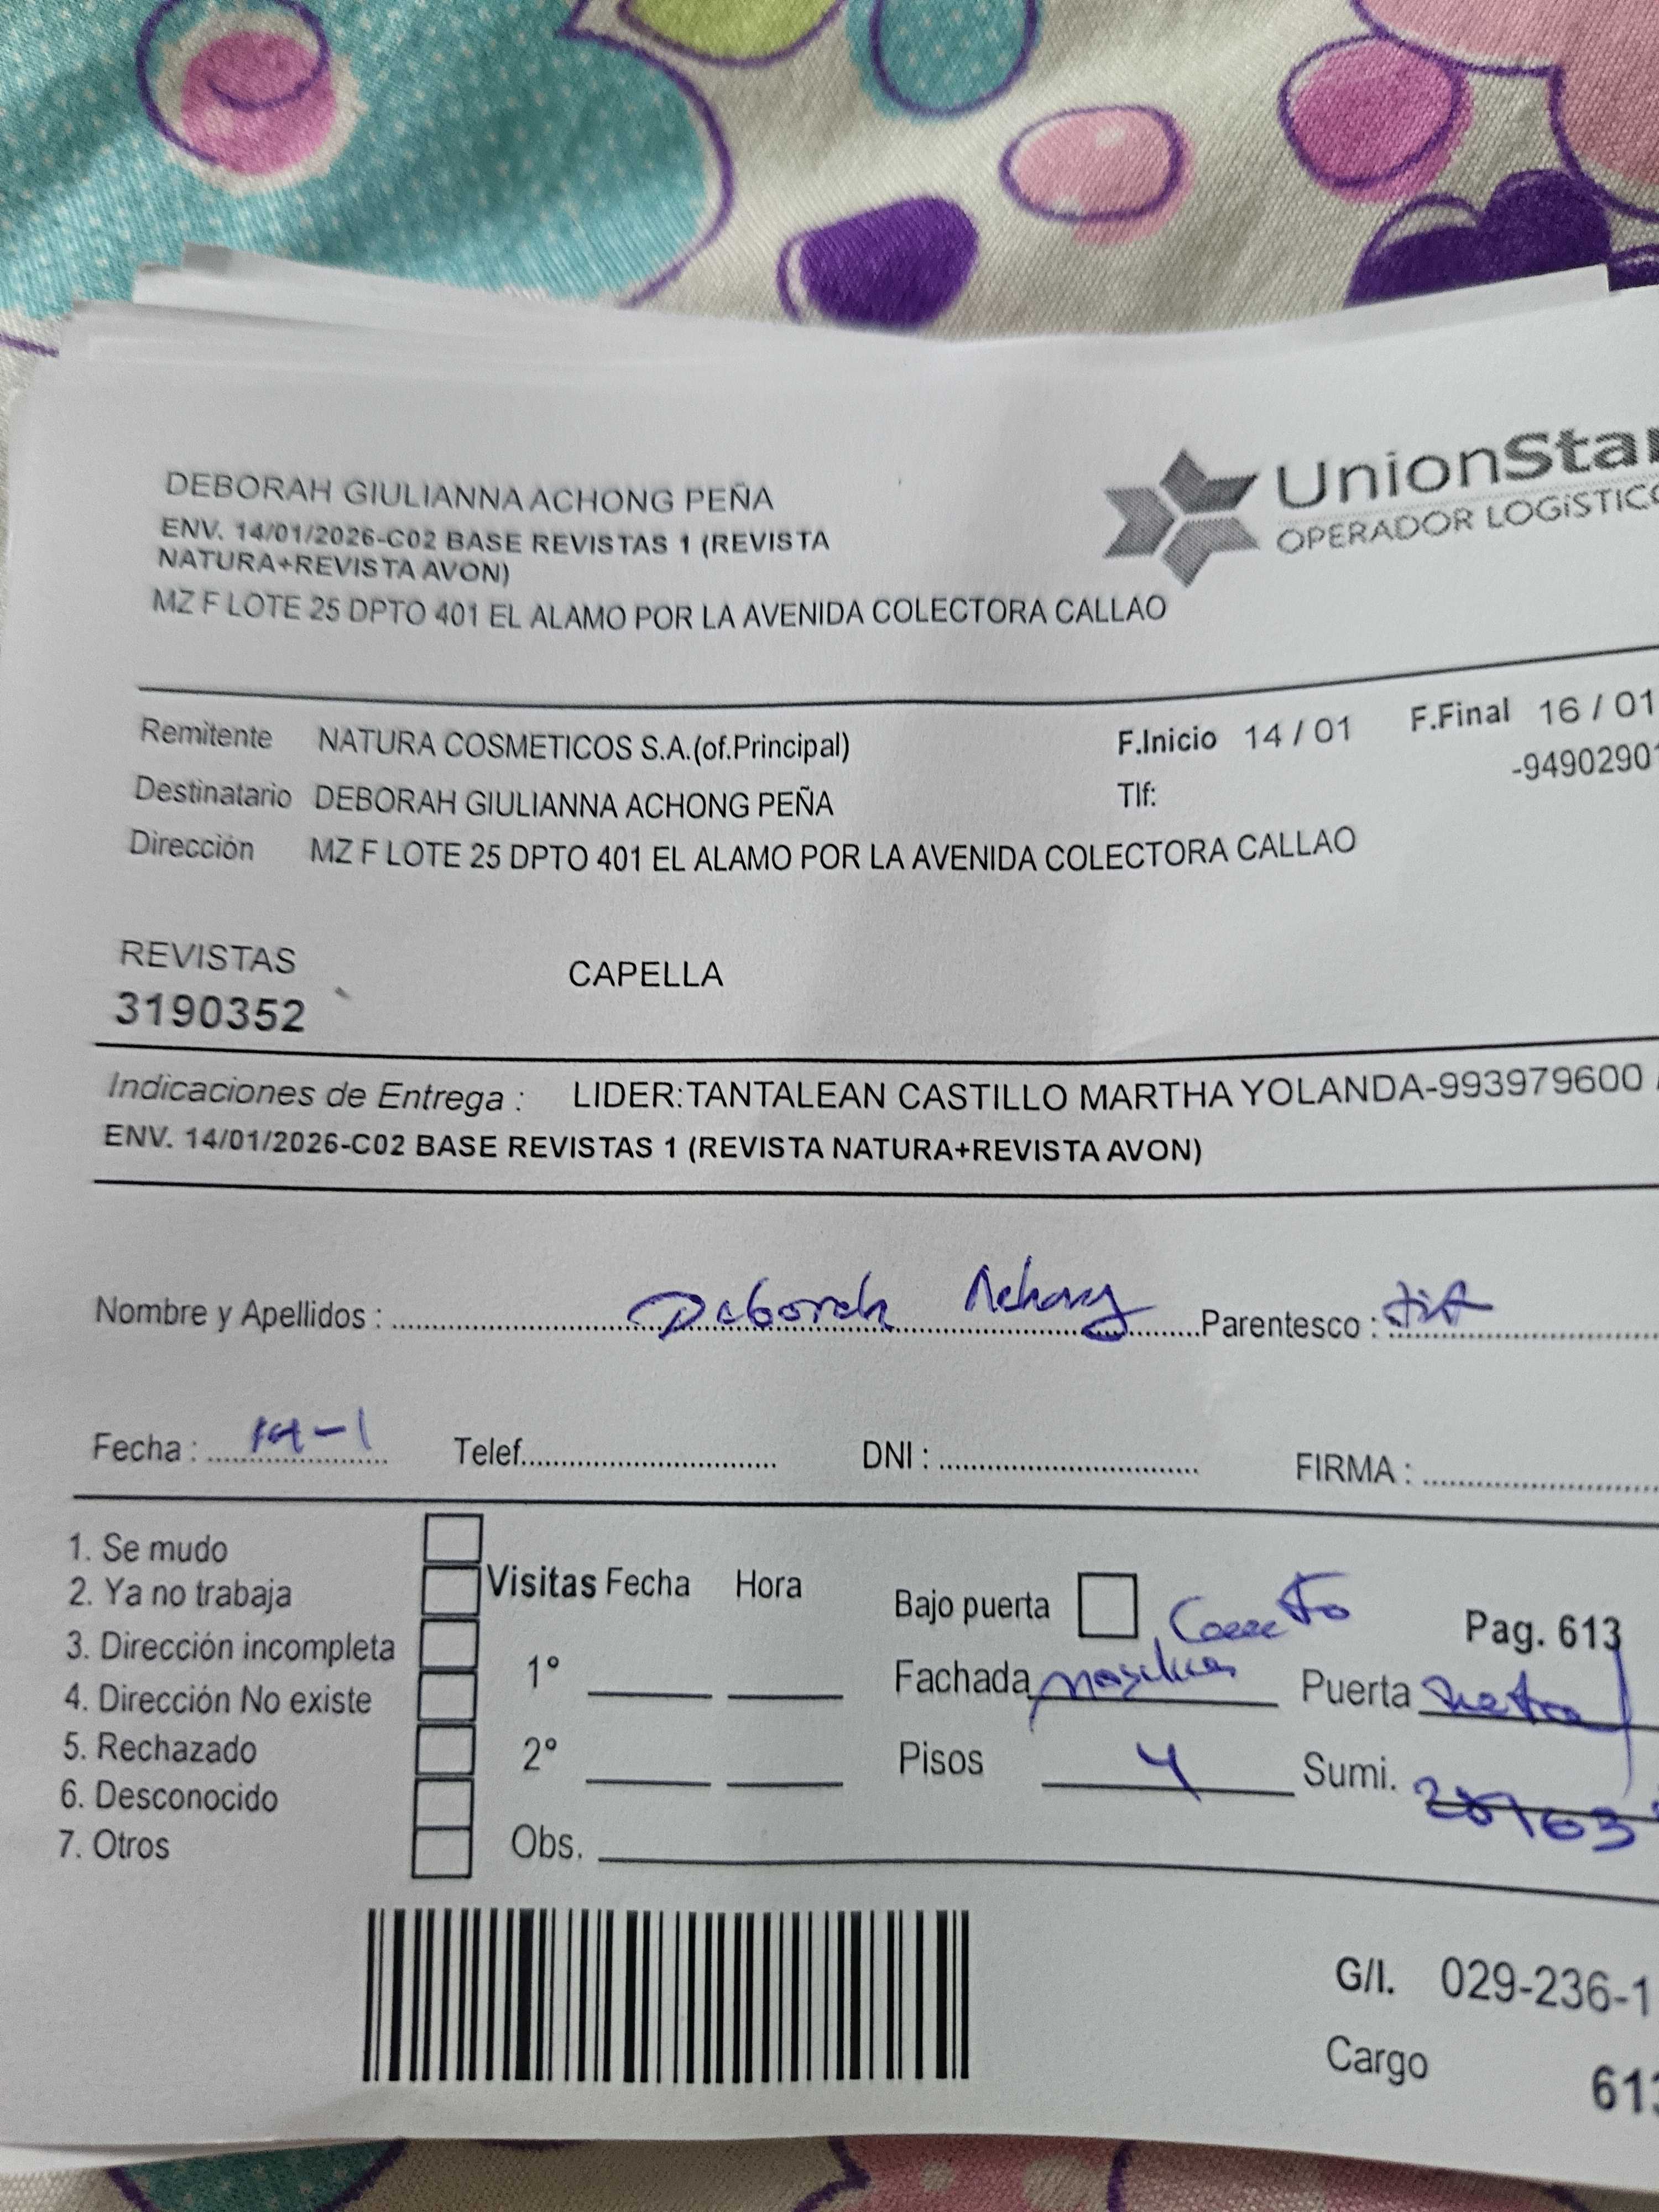 DEBORAH GIULIANNA ACHONG PEÑA
ENV. 14/01/2026-C02 BASE REVISTAS 1 (REVISTA
NATURA+REVISTA AVON)
MZ F LOTE 25 DPTO 401 EL ALAMO POR LA AVENIDA COLECTORA CALLAO
UnionStar
OPERADOR LOGÍSTICO
Remitente NATURA COSMETICOS S.A.(of.Principal) F.Inicio 14 / 01 F.Final 16 / 01
Destinatario DEBORAH GIULIANNA ACHONG PEÑA Tlf: -9490290
Dirección MZ F LOTE 25 DPTO 401 EL ALAMO POR LA AVENIDA COLECTORA CALLAO
REVISTAS CAPELLA
3190352
Indicaciones de Entrega : LIDER:TANTALEAN CASTILLO MARTHA YOLANDA-993979600 /
ENV. 14/01/2026-C02 BASE REVISTAS 1 (REVISTA NATURA+REVISTA AVON)
Nombre y Apellidos : Deborah Achong Parentesco :
Fecha : 14-1 Telef. DNI : FIRMA :
1. Se mudo
2. Ya no trabaja
3. Dirección incompleta
4. Dirección No existe
5. Rechazado
6. Desconocido
7. Otros
Visitas Fecha Hora
1°
2°
Obs.
Bajo puerta Pag. 613
Fachada Puerta
Pisos 4 Sumi.
G/I. 029-236-1
Cargo 613